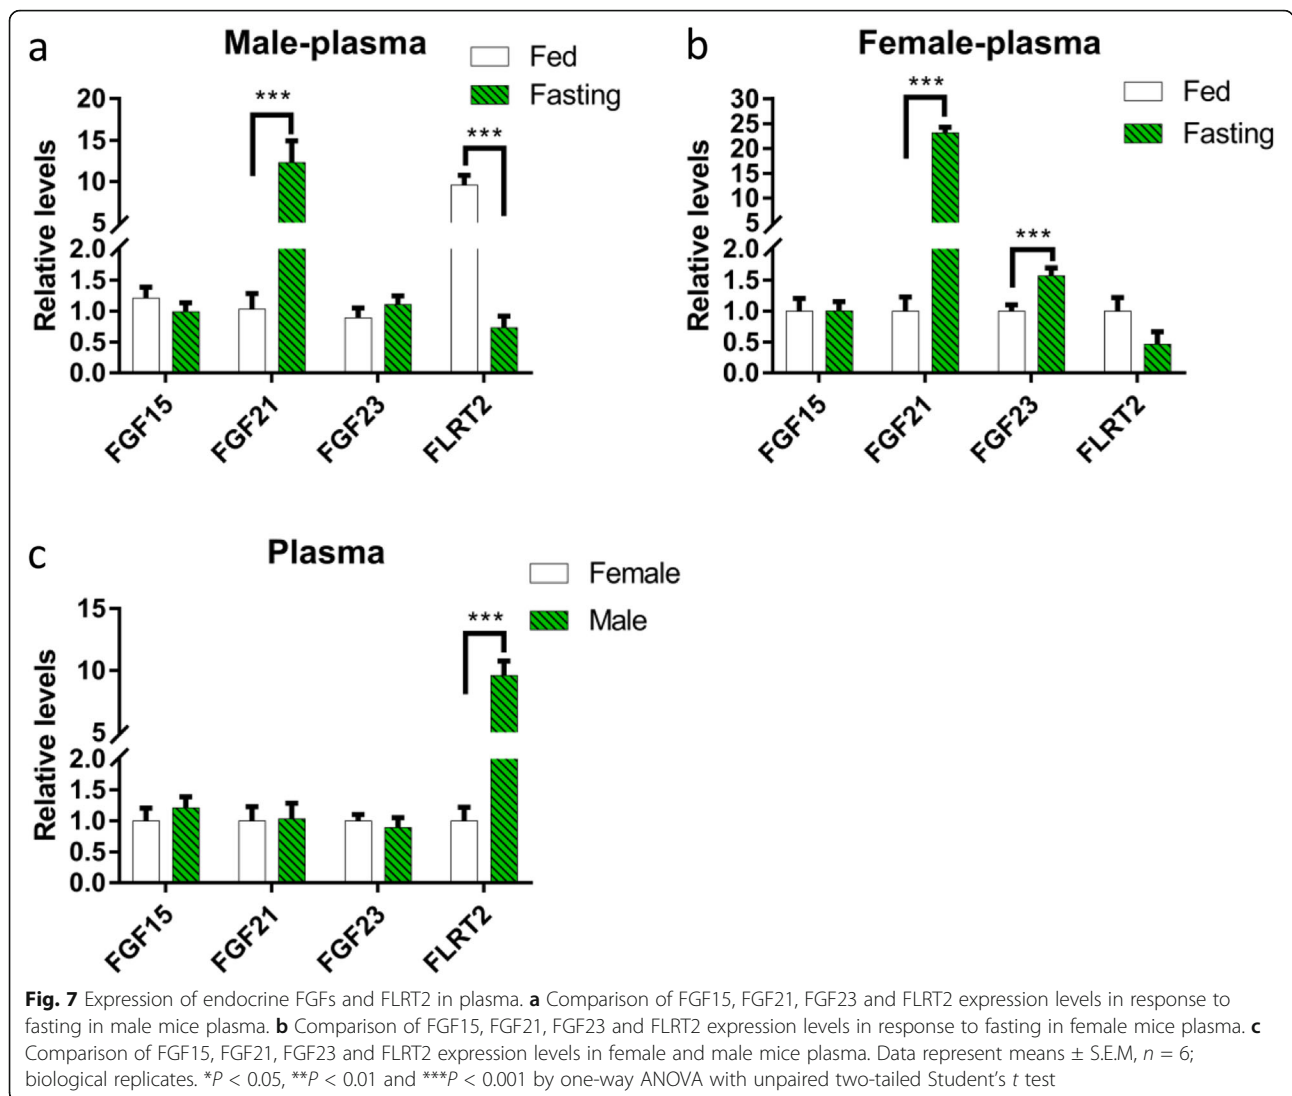 a
Male-plasma
Fed
Fasting
Relative levels
20
15
10
5
2.0
1.5
1.0
0.5
0.0
***
***
FGF15
FGF21
FGF23
FLRT2
b
Female-plasma
Fed
Fasting
Relative levels
30
25
20
15
10
5
2.0
1.5
1.0
0.5
0.0
***
***
FGF15
FGF21
FGF23
FLRT2
c
Plasma
Female
Male
Relative levels
15
10
5
2.0
1.5
1.0
0.5
0.0
***
FGF15
FGF21
FGF23
FLRT2
Fig. 7 Expression of endocrine FGFs and FLRT2 in plasma. a Comparison of FGF15, FGF21, FGF23 and FLRT2 expression levels in response to
fasting in male mice plasma. b Comparison of FGF15, FGF21, FGF23 and FLRT2 expression levels in response to fasting in female mice plasma. c
Comparison of FGF15, FGF21, FGF23 and FLRT2 expression levels in female and male mice plasma. Data represent means ± S.E.M, n = 6;
biological replicates. *P < 0.05, **P < 0.01 and ***P < 0.001 by one-way ANOVA with unpaired two-tailed Student's t test